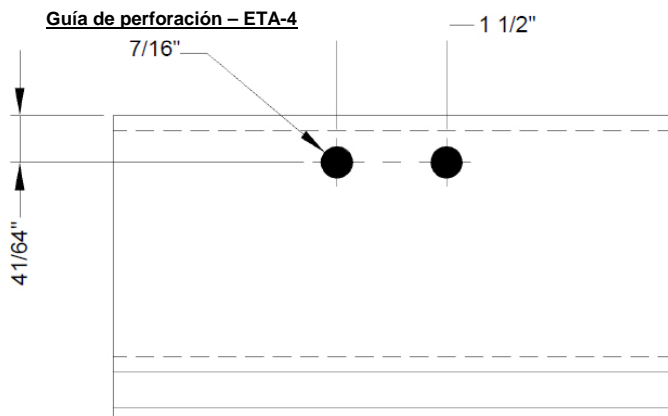 Guía de perforación – ETA-4
1 1/2"
7/16"
41/64"